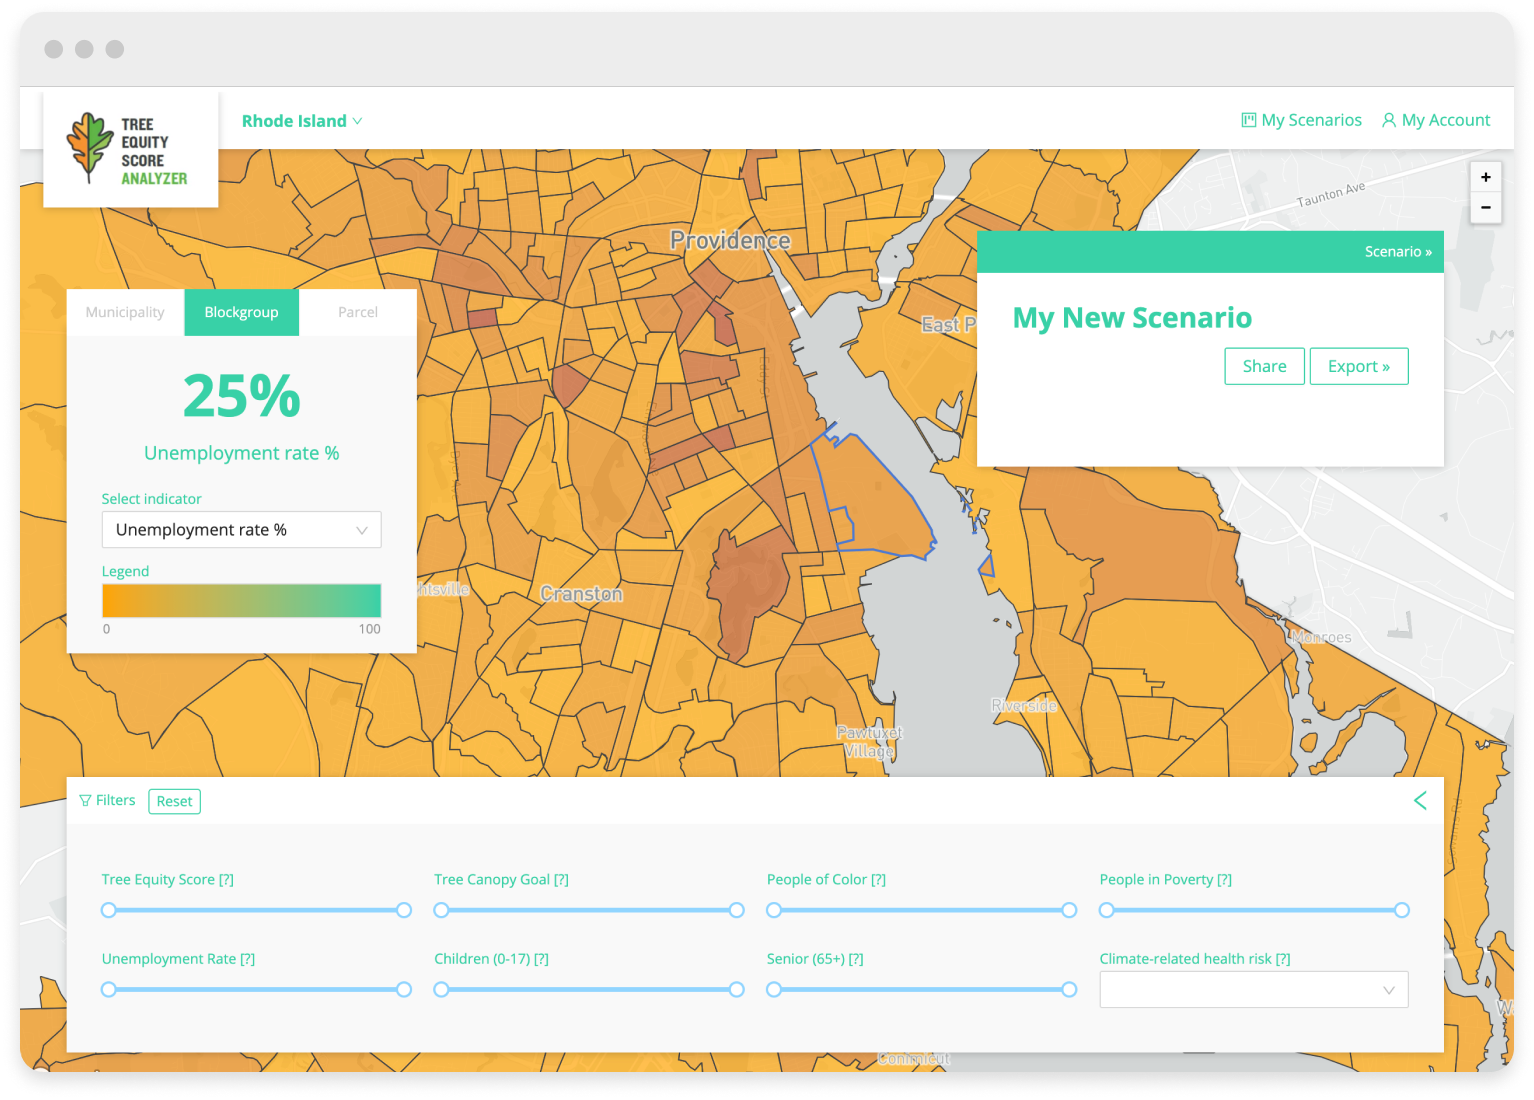 TREE
EQUITY
SCORE
ANALYZER
Rhode Island
My Scenarios
My Account
Taunton Ave
+
−
Providence
Scenario »
My New Scenario
Share
Export »
East P
Municipality
Blockgroup
Parcel
25%
Unemployment rate %
Select indicator
Unemployment rate %
Legend
0
100
Eddy St
htsville
Cranston
Monroes
Riverside
Pawtuxet
Village
Filters
Reset
Tree Equity Score [?]
Tree Canopy Goal [?]
People of Color [?]
People in Poverty [?]
Unemployment Rate [?]
Children (0-17) [?]
Senior (65+) [?]
Climate-related health risk [?]
W
Conimicut